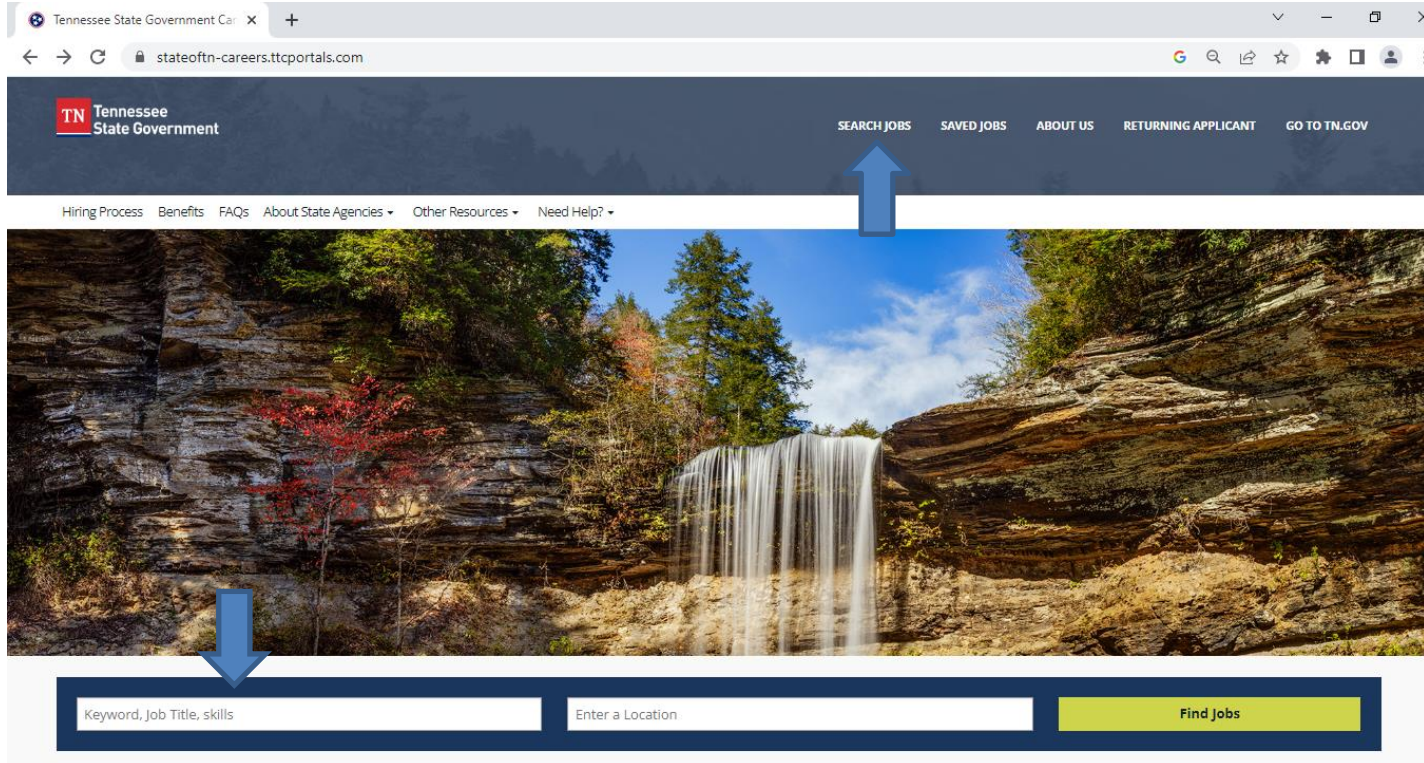 Tennessee State Government Car
stateoftn-careers.ttcportals.com
TN Tennessee
State Government
SEARCH JOBS SAVED JOBS ABOUT US RETURNING APPLICANT GO TO TN.GOV
Hiring Process Benefits FAQs About State Agencies Other Resources Need Help?
Keyword, Job Title, skills Enter a Location Find Jobs